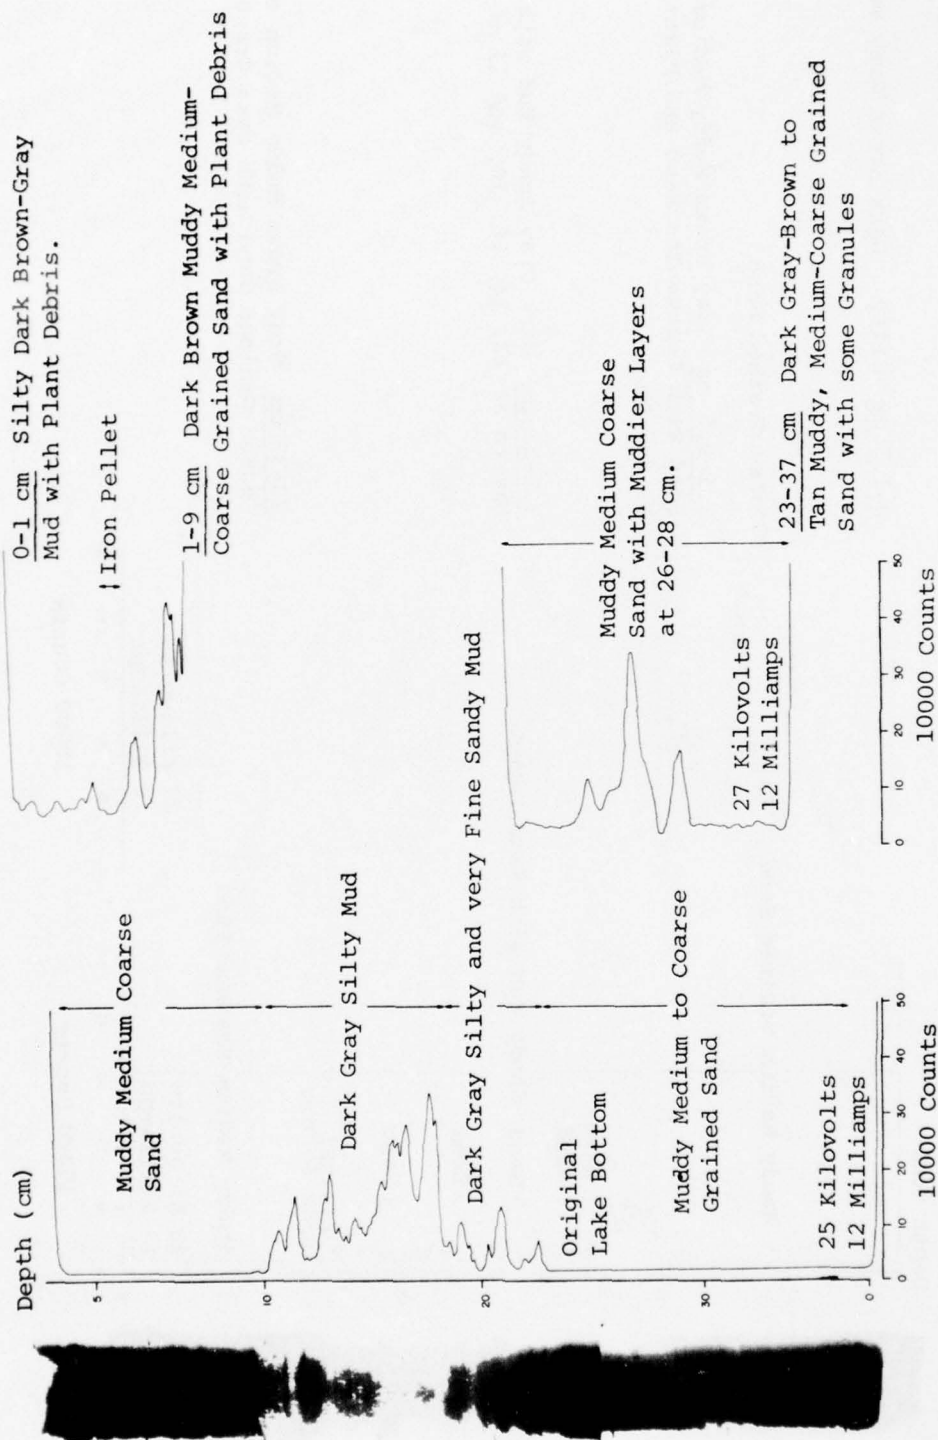 Depth (cm)
5
10
20
30
0
Muddy Medium Coarse
Sand
Dark Gray Silty Mud
Dark Gray Silty and very Fine Sandy Mud
Original
Lake Bottom
Muddy Medium to Coarse
Grained Sand
25 Kilovolts
12 Milliamps
0 10 20 30 40 50
10000 Counts
0-1 cm Silty Dark Brown-Gray
Mud with Plant Debris.
Iron Pellet
1-9 cm Dark Brown Muddy Medium-
Coarse Grained Sand with Plant Debris
Muddy Medium Coarse
Sand with Muddier Layers
at 26-28 cm.
27 Kilovolts
12 Milliamps
23-37 cm Dark Gray-Brown to
Tan Muddy, Medium-Coarse Grained
Sand with some Granules
0 10 20 30 40 50
10000 Counts